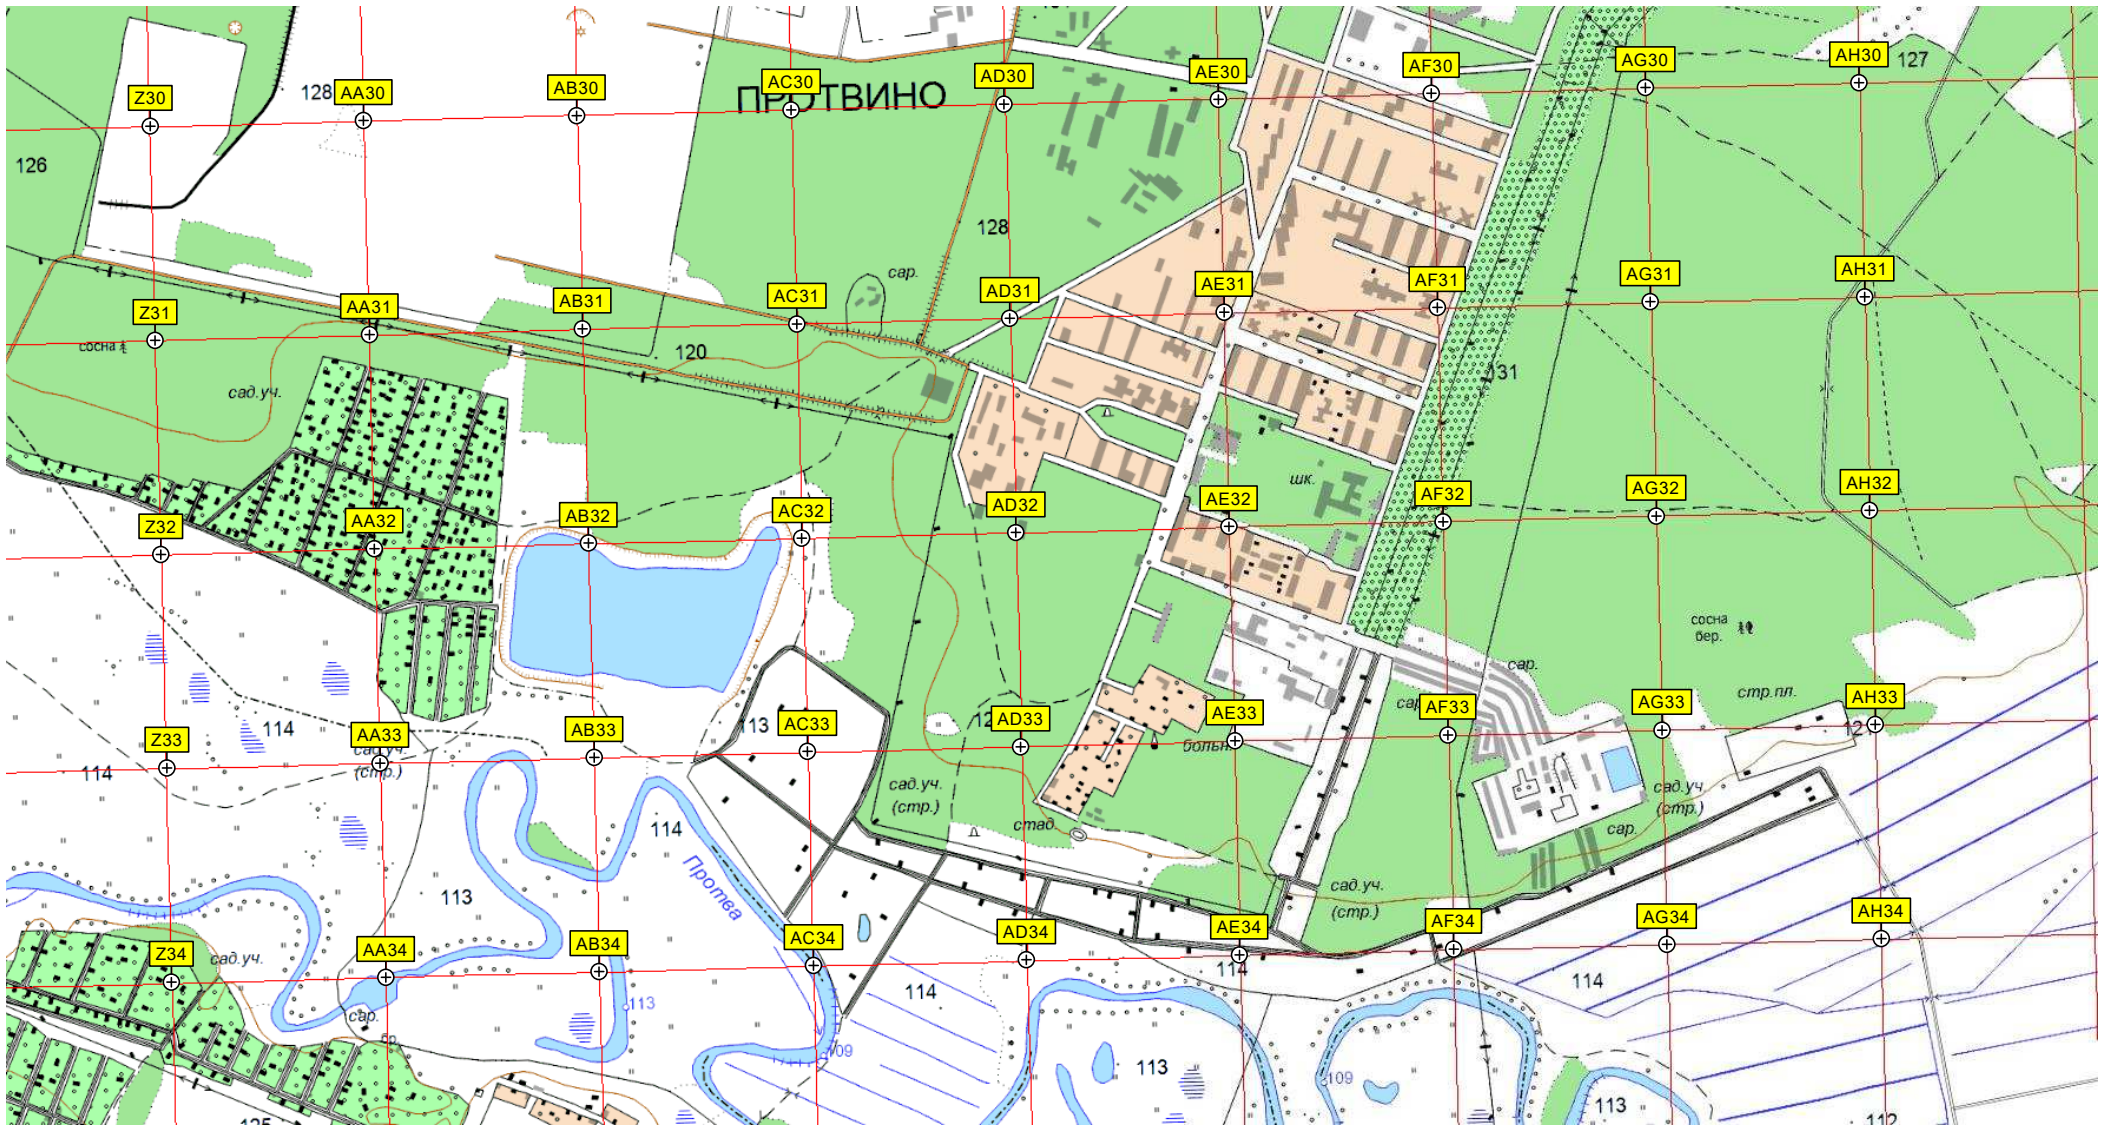 127
Z30
128
AA30
AB30
AC30
ПРОТВИНО
AD30
AE30
AF30
AG30
AH30
126
128
сар.
Z31
AA31
AB31
AC31
AD31
AE31
AF31
AG31
AH31
сосна
120
131
сад.уч.
шк.
Z32
AA32
AB32
AC32
AD32
AE32
AF32
AG32
AH32
сосна
бер.
сар.
стр.пл.
114
Z33
AA33
(стр.)
AB33
AC33
AD33
AE33
больн.
AF33
AG33
AH33
114
сад.уч.
(стр.)
сад.уч.
(стр.)
114
стад.
сар.
Протва
113
сад.уч.
(стр.)
сад.уч.
Z34
AA34
AB34
AC34
AD34
AE34
AF34
AG34
AH34
114
114
114
113
сар.
109
113
109
113